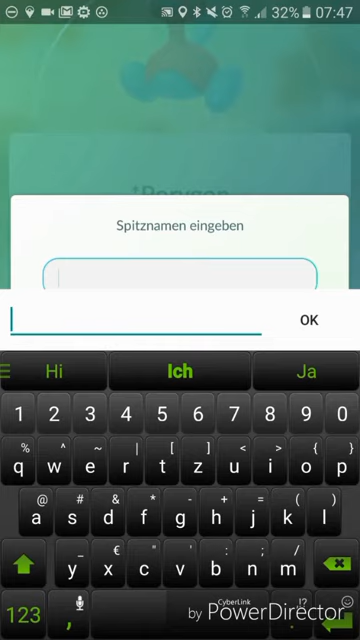 32% 07:47
*Porygon
Spitznamen eingeben
OK
Hi Ich Ja
1 2 3 4 5 6 7 8 9 0
% ^ ~ | [ ] < > { }
q w e r t z u i o p
@ # & * - + = ( )
a s d f g h j k l
_ € " ' : ; /
y x c v b n m
123 , . !?
CyberLink
by PowerDirector